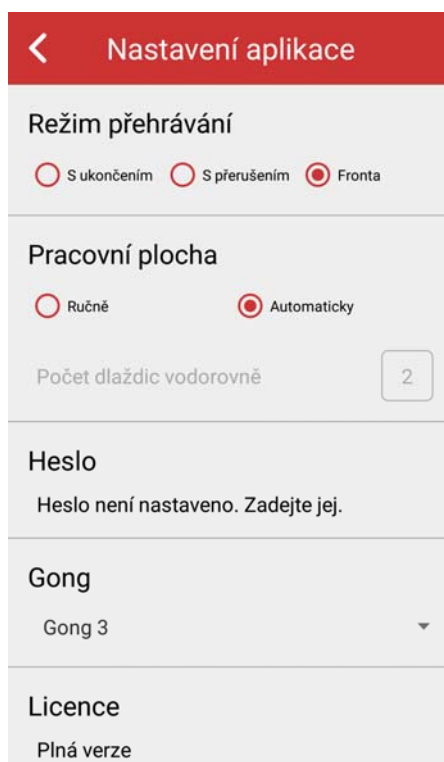 Nastavení aplikace
Režim přehrávání
S ukončením S přerušením Fronta
Pracovní plocha
Ručně Automaticky
Počet dlaždic vodorovně 2
Heslo
Heslo není nastaveno. Zadejte jej.
Gong
Gong 3
Licence
Plná verze